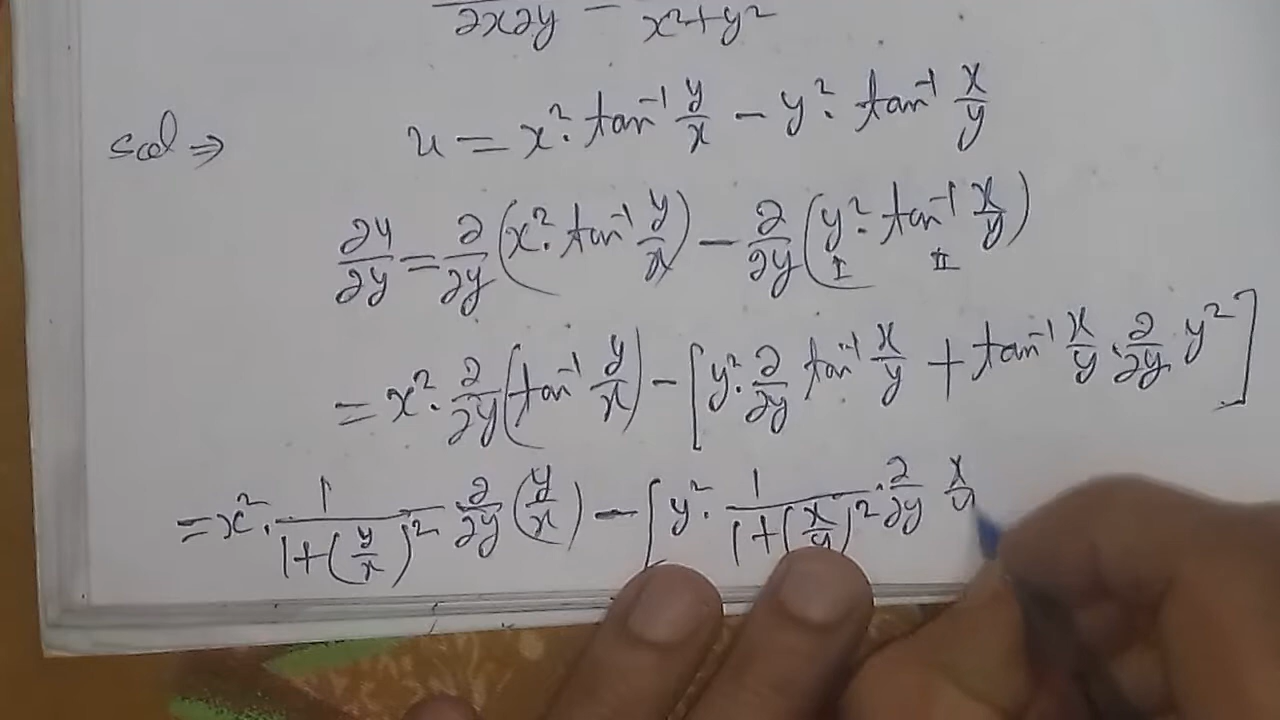 ∂x∂y = x²+y²
sol ⇒ u = x²· tan⁻¹ y/x − y²· tan⁻¹ x/y
∂u/∂y = ∂/∂y (x²· tan⁻¹ y/x) − ∂/∂y (y²· tan⁻¹ x/y)
I II
= x²· ∂/∂y (tan⁻¹ y/x) − [y²· ∂/∂y tan⁻¹ x/y + tan⁻¹ x/y · ∂/∂y y²]
= x²· 1/(1+(y/x)²) · ∂/∂y (y/x) − [y²· 1/(1+(x/y)²) · ∂/∂y x/y